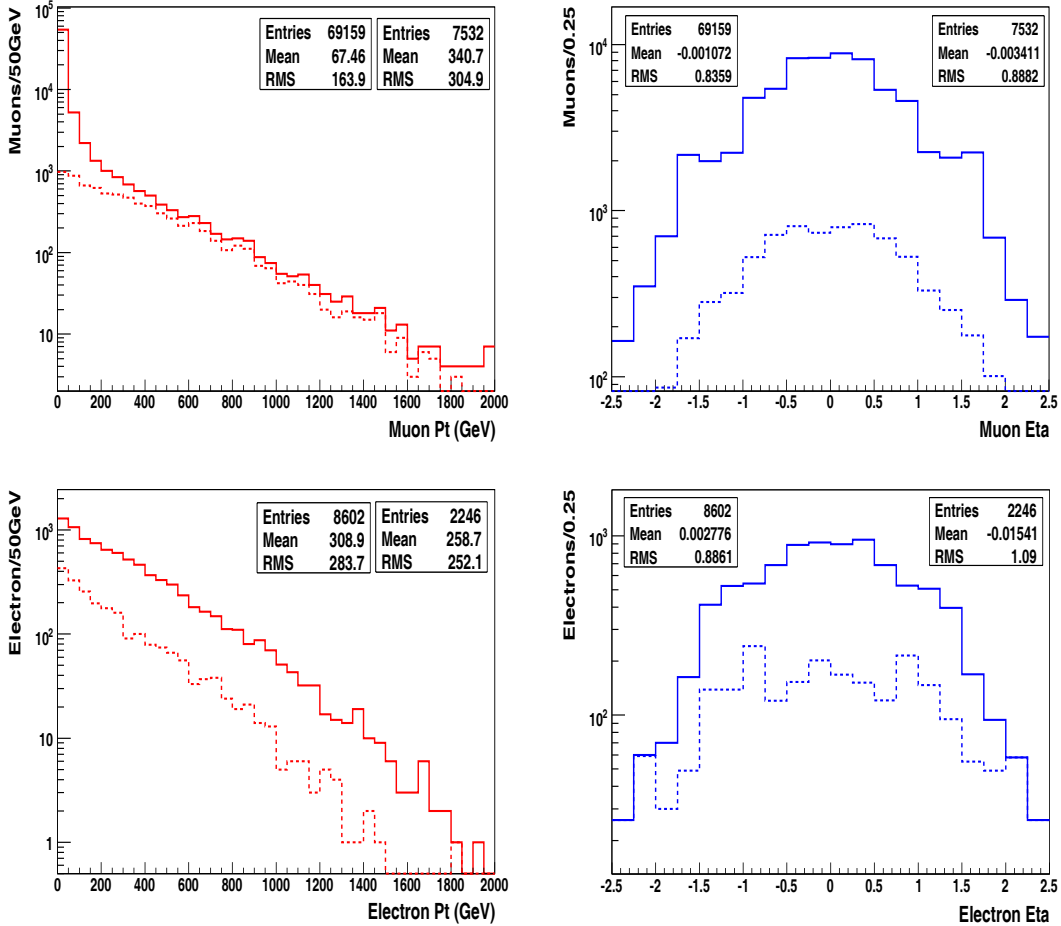 Muons/50GeV
Entries 69159
Mean 67.46
RMS 163.9
Entries 7532
Mean 340.7
RMS 304.9
10^5
10^4
10^3
10^2
10
0 200 400 600 800 1000 1200 1400 1600 1800 2000
Muon Pt (GeV)
Muons/0.25
Entries 69159
Mean -0.001072
RMS 0.8359
Entries 7532
Mean -0.003411
RMS 0.8882
10^4
10^3
10^2
-2.5 -2 -1.5 -1 -0.5 0 0.5 1 1.5 2 2.5
Muon Eta
Electron/50GeV
Entries 8602
Mean 308.9
RMS 283.7
Entries 2246
Mean 258.7
RMS 252.1
10^3
10^2
10
1
0 200 400 600 800 1000 1200 1400 1600 1800 2000
Electron Pt (GeV)
Electrons/0.25
Entries 8602
Mean 0.002776
RMS 0.8861
Entries 2246
Mean -0.01541
RMS 1.09
10^3
10^2
-2.5 -2 -1.5 -1 -0.5 0 0.5 1 1.5 2 2.5
Electron Eta